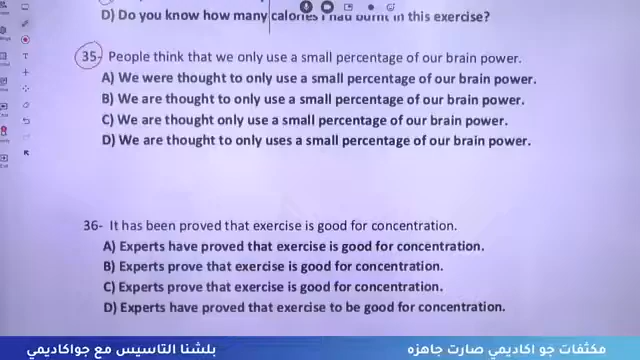 D) Do you know how many calories I had burnt in this exercise?
35- People think that we only use a small percentage of our brain power.
A) We were thought to only use a small percentage of our brain power.
B) We are thought to only use a small percentage of our brain power.
C) We are thought only use a small percentage of our brain power.
D) We are thought to only uses a small percentage of our brain power.
36- It has been proved that exercise is good for concentration.
A) Experts have proved that exercise is good for concentration.
B) Experts prove that exercise is good for concentration.
C) Experts prove that exercise is good for concentration.
D) Experts have proved that exercise to be good for concentration.
مكثفات جو اكاديمي صارت جاهزه
بلشنا التاسيس مع جواكاديمي